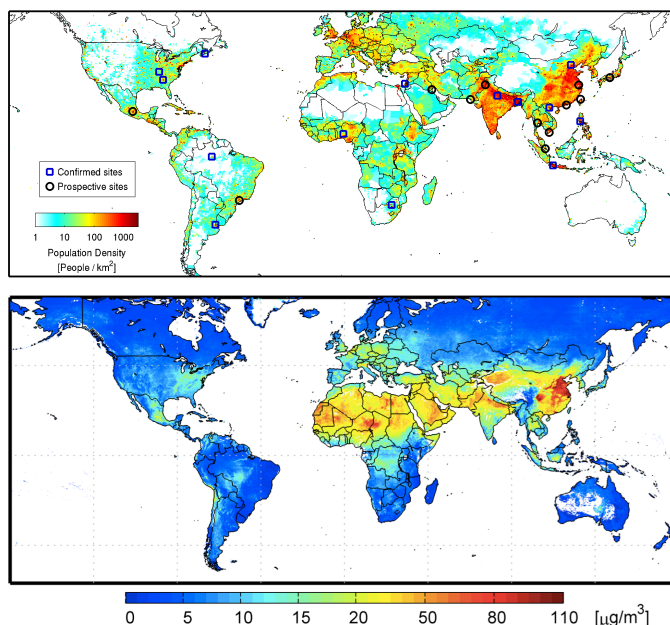 Confirmed sites
Prospective sites
1 10 100 1000
Population Density
[People / km²]
0 5 10 15 20 50 80 110 [µg/m³]